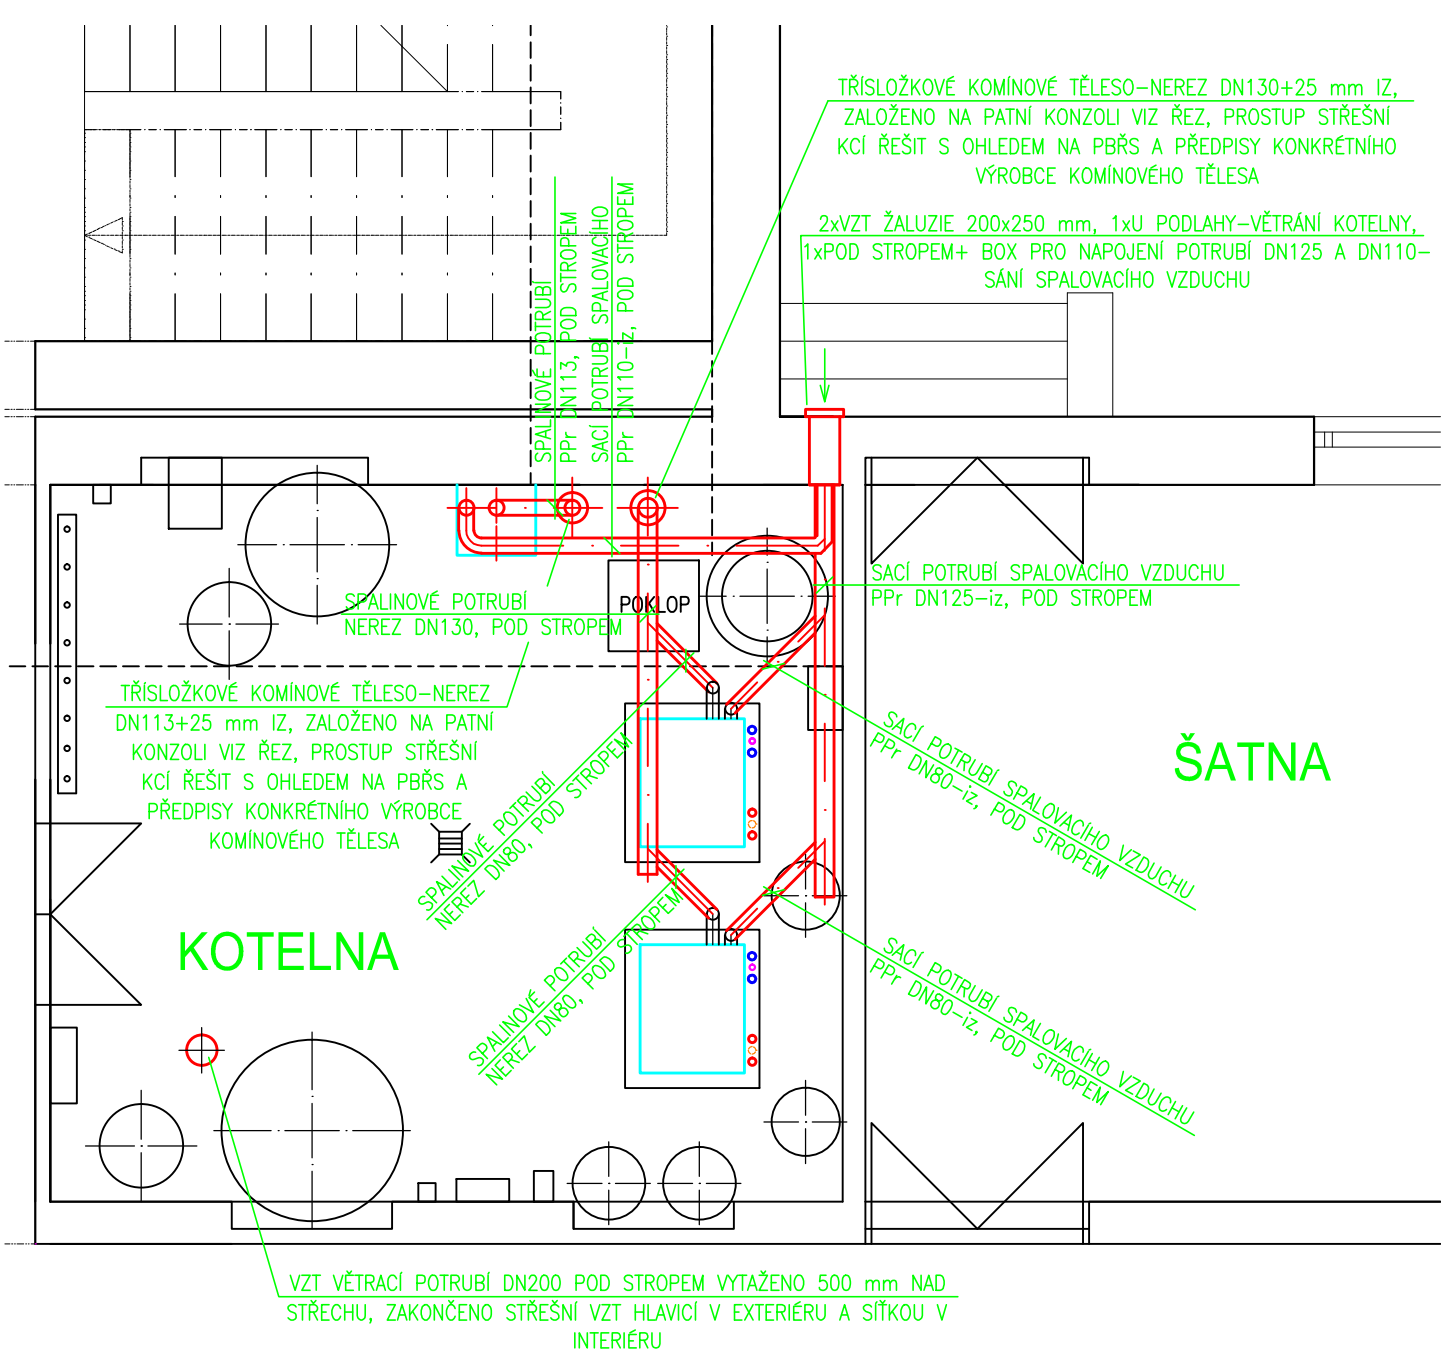 TŘÍSLOŽKOVÉ KOMÍNOVÉ TĚLESO-NEREZ DN130+25 mm IZ,
ZALOŽENO NA PATNÍ KONZOLI VIZ ŘEZ, PROSTUP STŘEŠNÍ
KCÍ ŘEŠIT S OHLEDEM NA PBŘS A PŘEDPISY KONKRÉTNÍHO
VÝROBCE KOMÍNOVÉHO TĚLESA
2xVZT ŽALUZIE 200x250 mm, 1xU PODLAHY-VĚTRÁNÍ KOTELNY,
1xPOD STROPEM+ BOX PRO NAPOJENÍ POTRUBÍ DN125 A DN110-
SÁNÍ SPALOVACÍHO VZDUCHU
SPALINOVÉ POTRUBÍ
PPr DN113, POD STROPEM
SACÍ POTRUBÍ SPALOVACÍHO
PPr DN110-iz, POD STROPEM
SACÍ POTRUBÍ SPALOVACÍHO VZDUCHU
PPr DN125-iz, POD STROPEM
POKLOP
SPALINOVÉ POTRUBÍ
NEREZ DN130, POD STROPEM
TŘÍSLOŽKOVÉ KOMÍNOVÉ TĚLESO-NEREZ
DN113+25 mm IZ, ZALOŽENO NA PATNÍ
KONZOLI VIZ ŘEZ, PROSTUP STŘEŠNÍ
KCÍ ŘEŠIT S OHLEDEM NA PBŘS A
PŘEDPISY KONKRÉTNÍHO VÝROBCE
KOMÍNOVÉHO TĚLESA
SPALINOVÉ POTRUBÍ
NEREZ DN80, POD STROPEM
SACÍ POTRUBÍ SPALOVACÍHO VZDUCHU
PPr DN80-iz, POD STROPEM
ŠATNA
KOTELNA
SPALINOVÉ POTRUBÍ
NEREZ DN80, POD STROPEM
SACÍ POTRUBÍ SPALOVACÍHO VZDUCHU
PPr DN80-iz, POD STROPEM
VZT VĚTRACÍ POTRUBÍ DN200 POD STROPEM VYTAŽENO 500 mm NAD
STŘECHU, ZAKONČENO STŘEŠNÍ VZT HLAVICÍ V EXTERIÉRU A SÍŤKOU V
INTERIÉRU